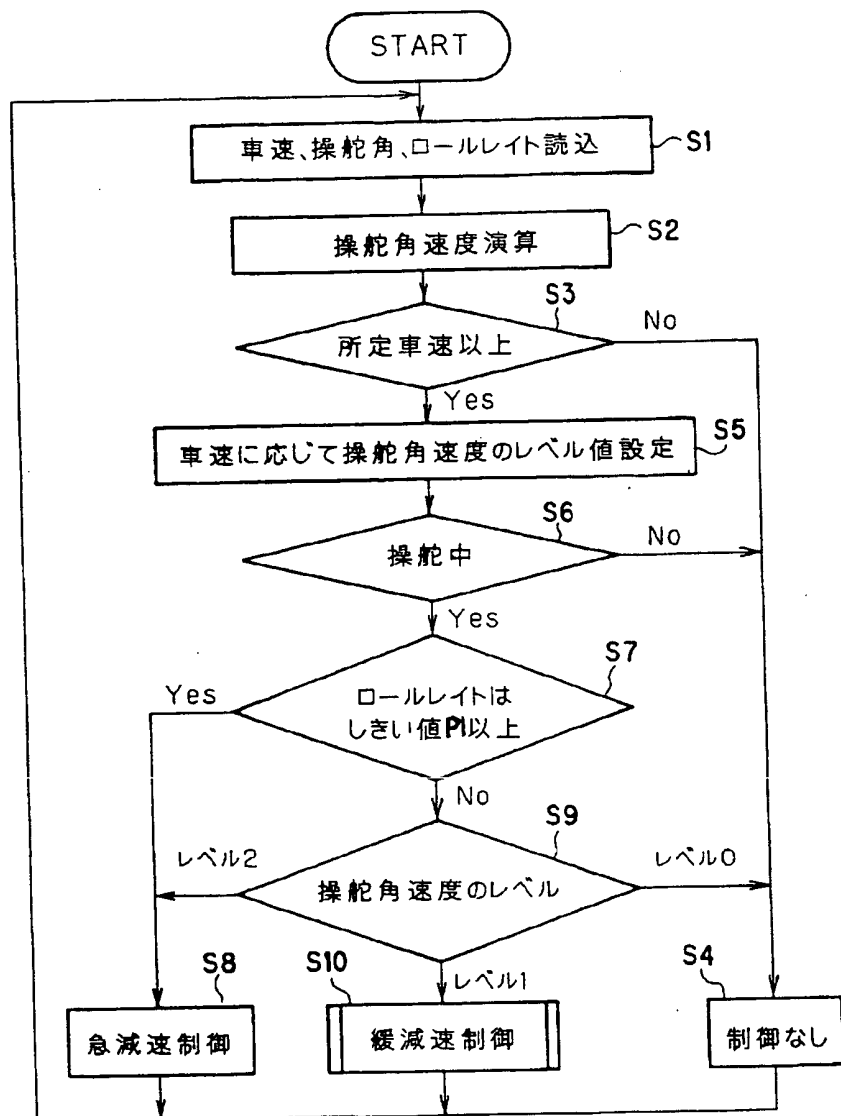 START
車速、操舵角、ロールレイト読込
S1
操舵角速度演算
S2
S3
所定車速以上
No
Yes
車速に応じて操舵角速度のレベル値設定
S5
S6
操舵中
No
Yes
S7
Yes
ロールレイトは
しきい値P1以上
No
S9
レベル2
レベル0
操舵角速度のレベル
S8
S10
レベル1
S4
急減速制御
緩減速制御
制御なし